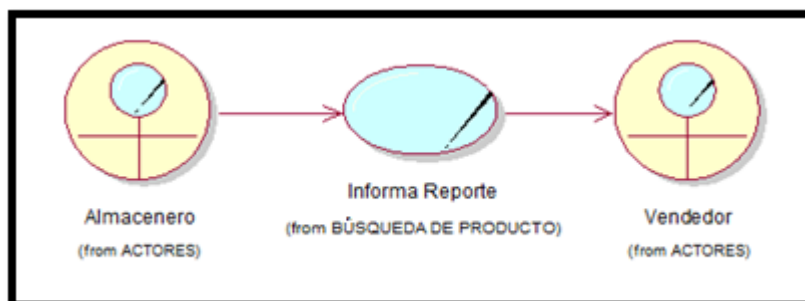 Almacenero
(from ACTORES)
Informa Reporte
(from BÚSQUEDA DE PRODUCTO)
Vendedor
(from ACTORES)